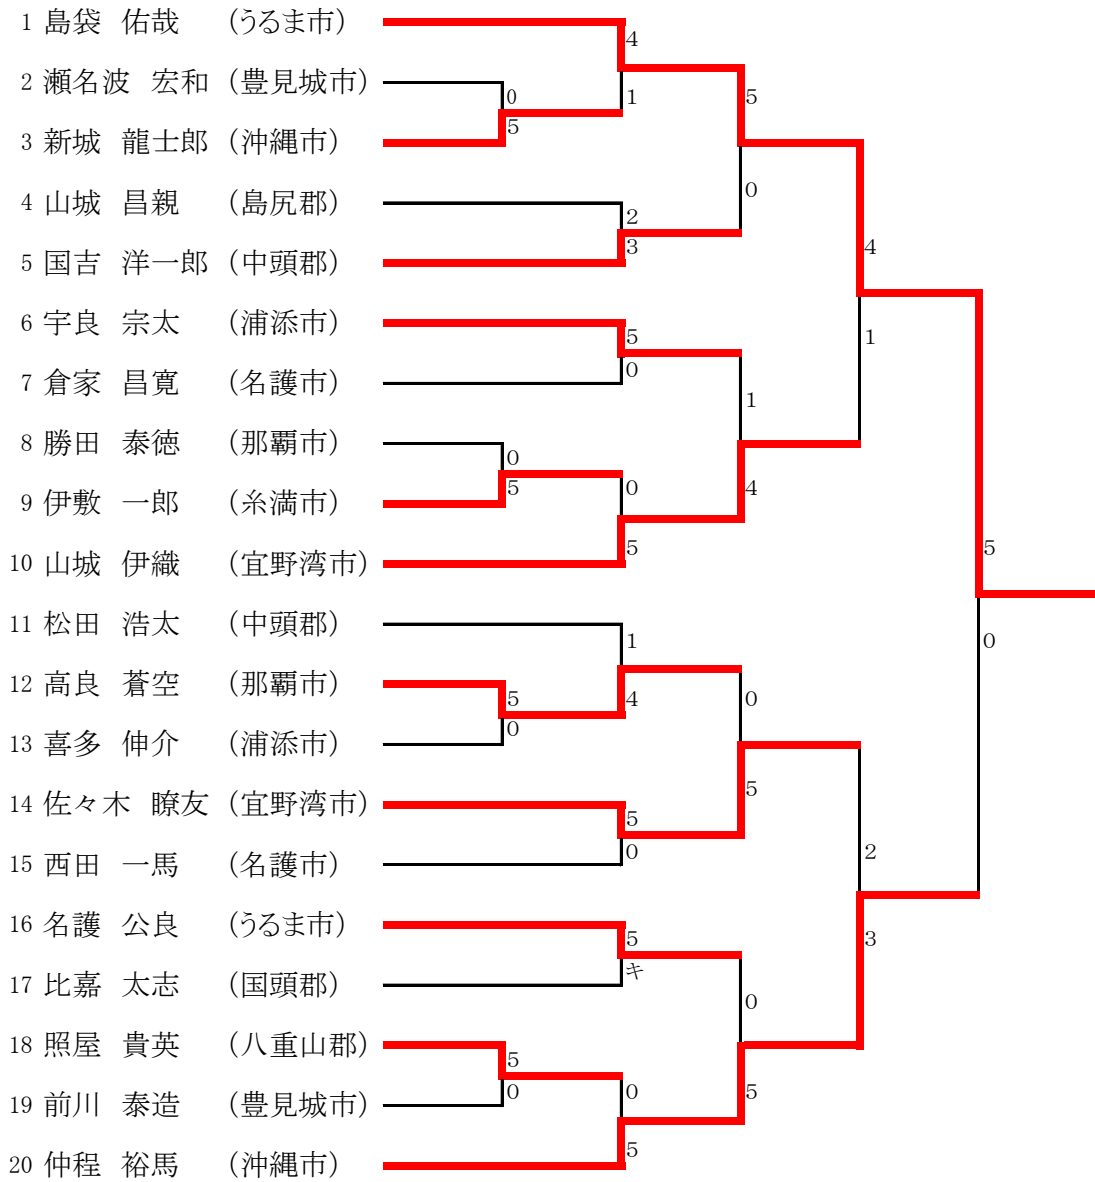 1 島袋 佑哉 （うるま市）
4
2 瀬名波 宏和 （豊見城市）
0
1
5
5
3 新城 龍士郎 （沖縄市）
0
4 山城 昌親 （島尻郡）
2
3
4
5 国吉 洋一郎 （中頭郡）
6 宇良 宗太 （浦添市）
5
1
0
7 倉家 昌寛 （名護市）
1
8 勝田 泰徳 （那覇市）
0
5
0
4
9 伊敷 一郎 （糸満市）
5
5
10 山城 伊織 （宜野湾市）
11 松田 浩太 （中頭郡）
1
0
12 高良 蒼空 （那覇市）
5
4
0
0
13 喜多 伸介 （浦添市）
5
14 佐々木 瞭友 （宜野湾市）
5
0
2
15 西田 一馬 （名護市）
16 名護 公良 （うるま市）
5
3
キ
17 比嘉 太志 （国頭郡）
0
18 照屋 貴英 （八重山郡）
5
0
0
5
19 前川 泰造 （豊見城市）
5
20 仲程 裕馬 （沖縄市）